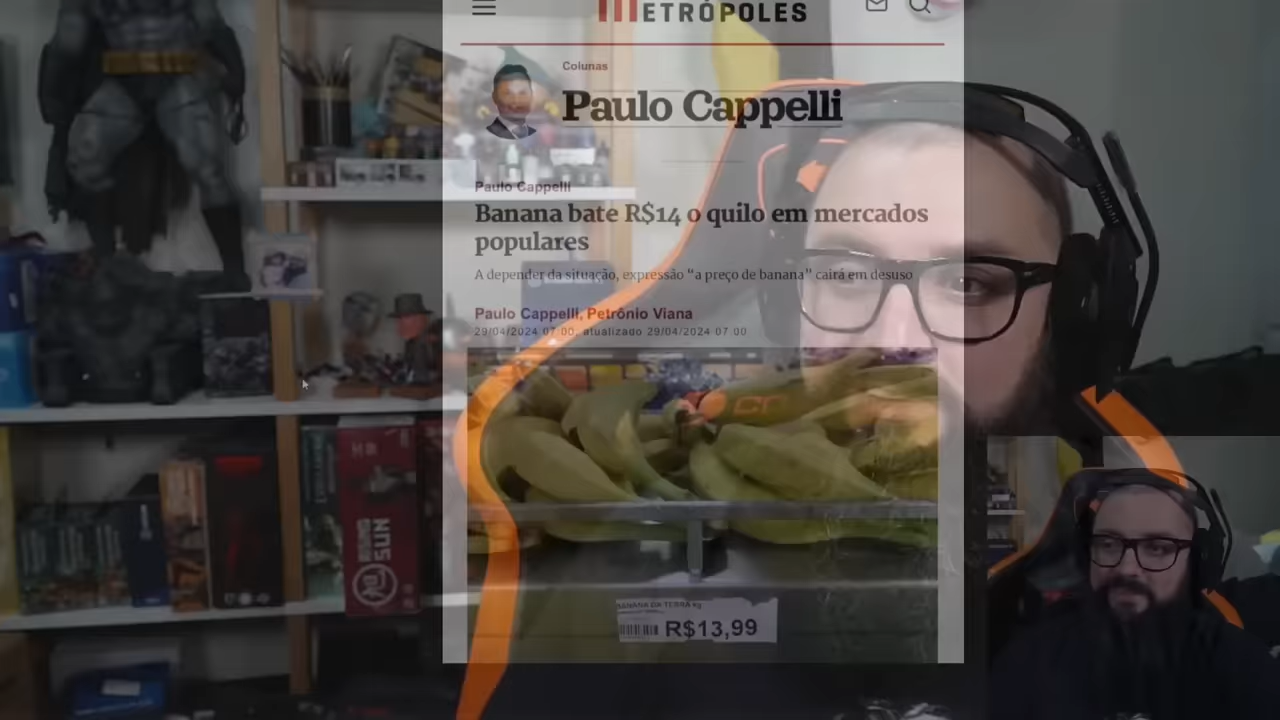 METRÓPOLES
Colunas
Paulo Cappelli
Paulo Cappelli
Banana bate R$14 o quilo em mercados
populares
A depender da situação, expressão “a preço de banana” cairá em desuso
Paulo Cappelli, Petrônio Viana
29/04/2024 07:00, atualizado 29/04/2024 07:00
BANANA DA TERRA Kg
R$13,99
RISING
SUN